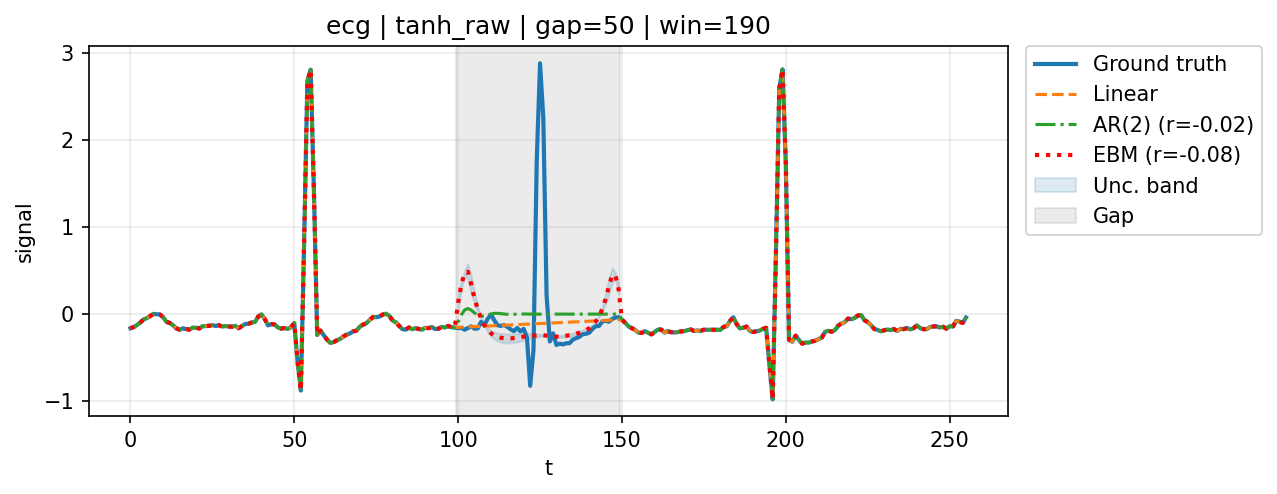 ecg | tanh_raw | gap=50 | win=190
3
2
1
0
−1
signal
0
50
100
150
200
250
t
Ground truth
Linear
AR(2) (r=-0.02)
EBM (r=-0.08)
Unc. band
Gap